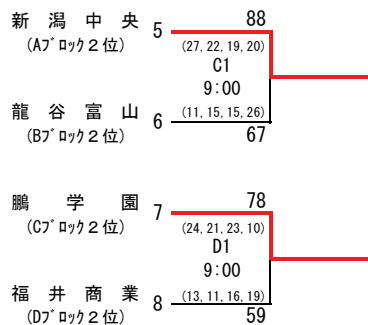 新潟中央 5 88
(Aﾌﾞﾛｯｸ2位) (27, 22, 19, 20)
C1
9:00
龍谷富山 6 (11, 15, 15, 26)
(Bﾌﾞﾛｯｸ2位) 67
鵬学園 7 78
(Cﾌﾞﾛｯｸ2位) (24, 21, 23, 10)
D1
9:00
福井商業 8 (13, 11, 16, 19)
(Dﾌﾞﾛｯｸ2位) 59